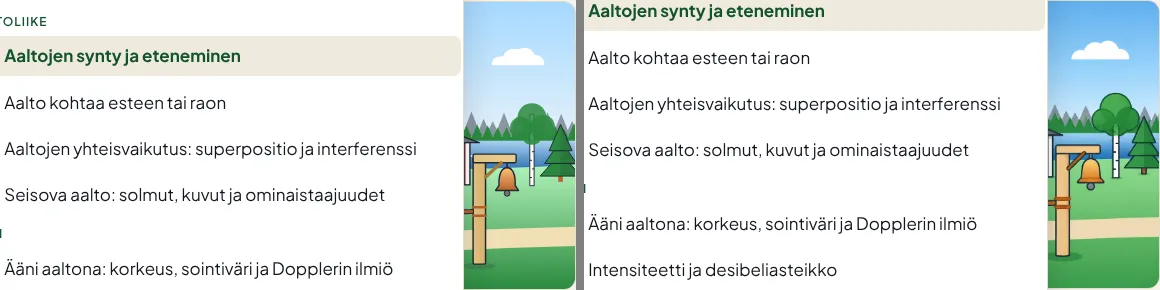 TOLIIKE
Aaltojen synty ja eteneminen
Aalto kohtaa esteen tai raon
Aaltojen yhteisvaikutus: superpositio ja interferenssi
Seisova aalto: solmut, kuvut ja ominaistaajuudet
Ääni aaltona: korkeus, sointiväri ja Dopplerin ilmiö
Aaltojen synty ja eteneminen
Aalto kohtaa esteen tai raon
Aaltojen yhteisvaikutus: superpositio ja interferenssi
Seisova aalto: solmut, kuvut ja ominaistaajuudet
Ääni aaltona: korkeus, sointiväri ja Dopplerin ilmiö
Intensiteetti ja desibeliasteikko